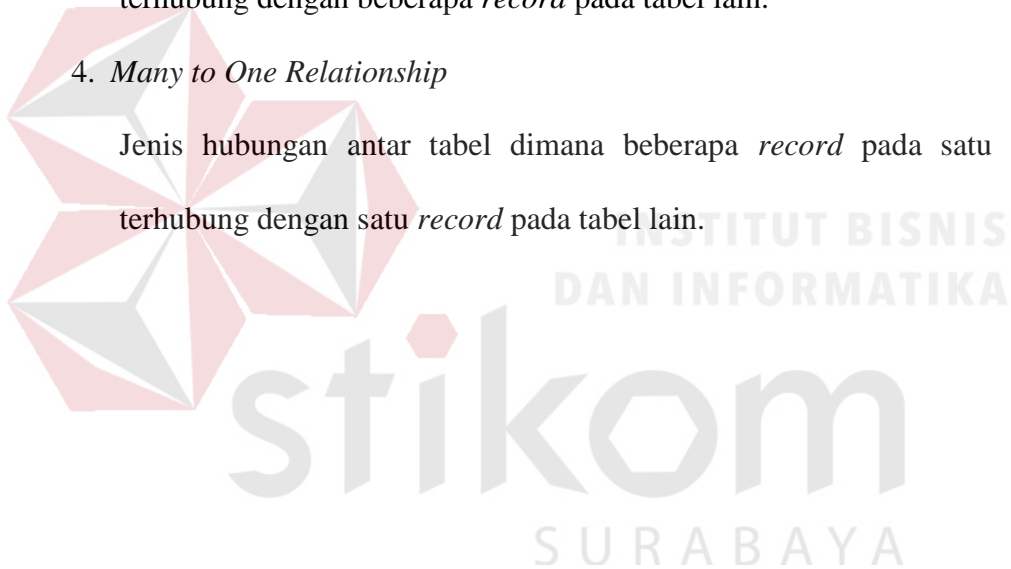 terhubung dengan beberapa record pada tabel lain.
4. Many to One Relationship
Jenis hubungan antar tabel dimana beberapa record pada satu
terhubung dengan satu record pada tabel lain.
INSTITUT BISNIS
DAN INFORMATIKA
stikom
SURABAYA